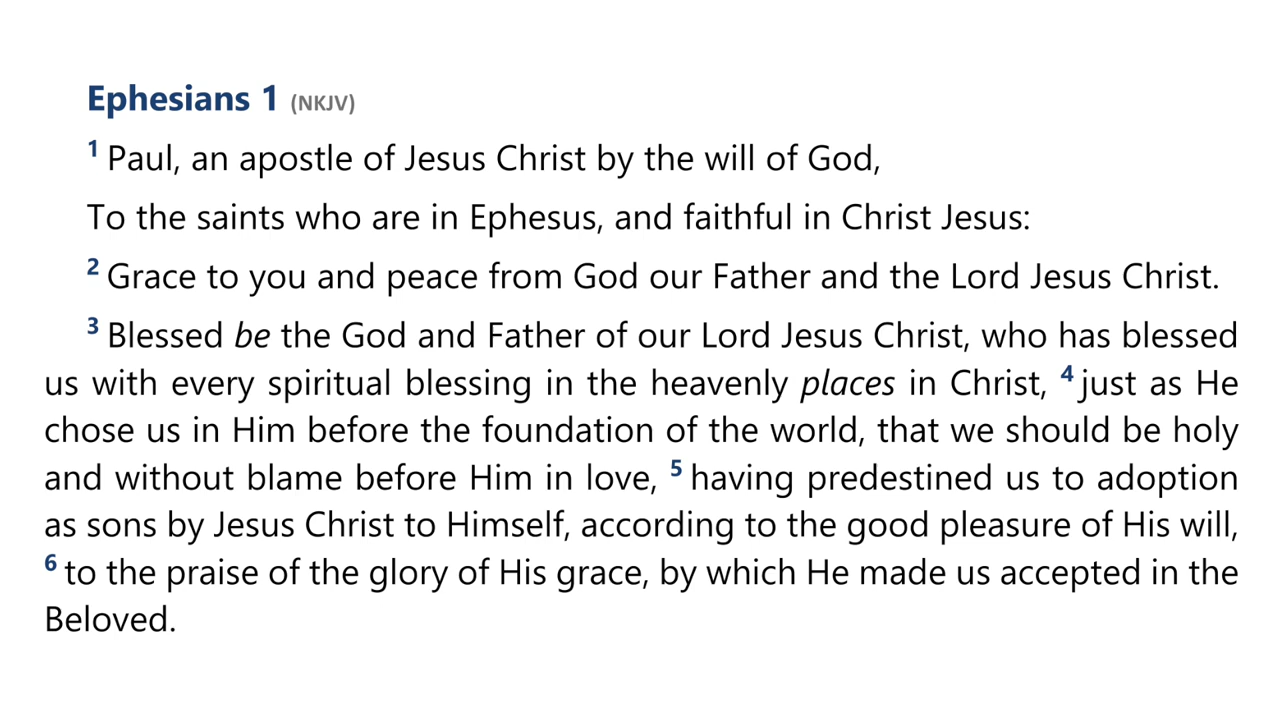 Ephesians 1 (NKJV)
1 Paul, an apostle of Jesus Christ by the will of God,
To the saints who are in Ephesus, and faithful in Christ Jesus:
2 Grace to you and peace from God our Father and the Lord Jesus Christ.
3 Blessed be the God and Father of our Lord Jesus Christ, who has blessed
us with every spiritual blessing in the heavenly places in Christ, 4 just as He
chose us in Him before the foundation of the world, that we should be holy
and without blame before Him in love, 5 having predestined us to adoption
as sons by Jesus Christ to Himself, according to the good pleasure of His will,
6 to the praise of the glory of His grace, by which He made us accepted in the
Beloved.